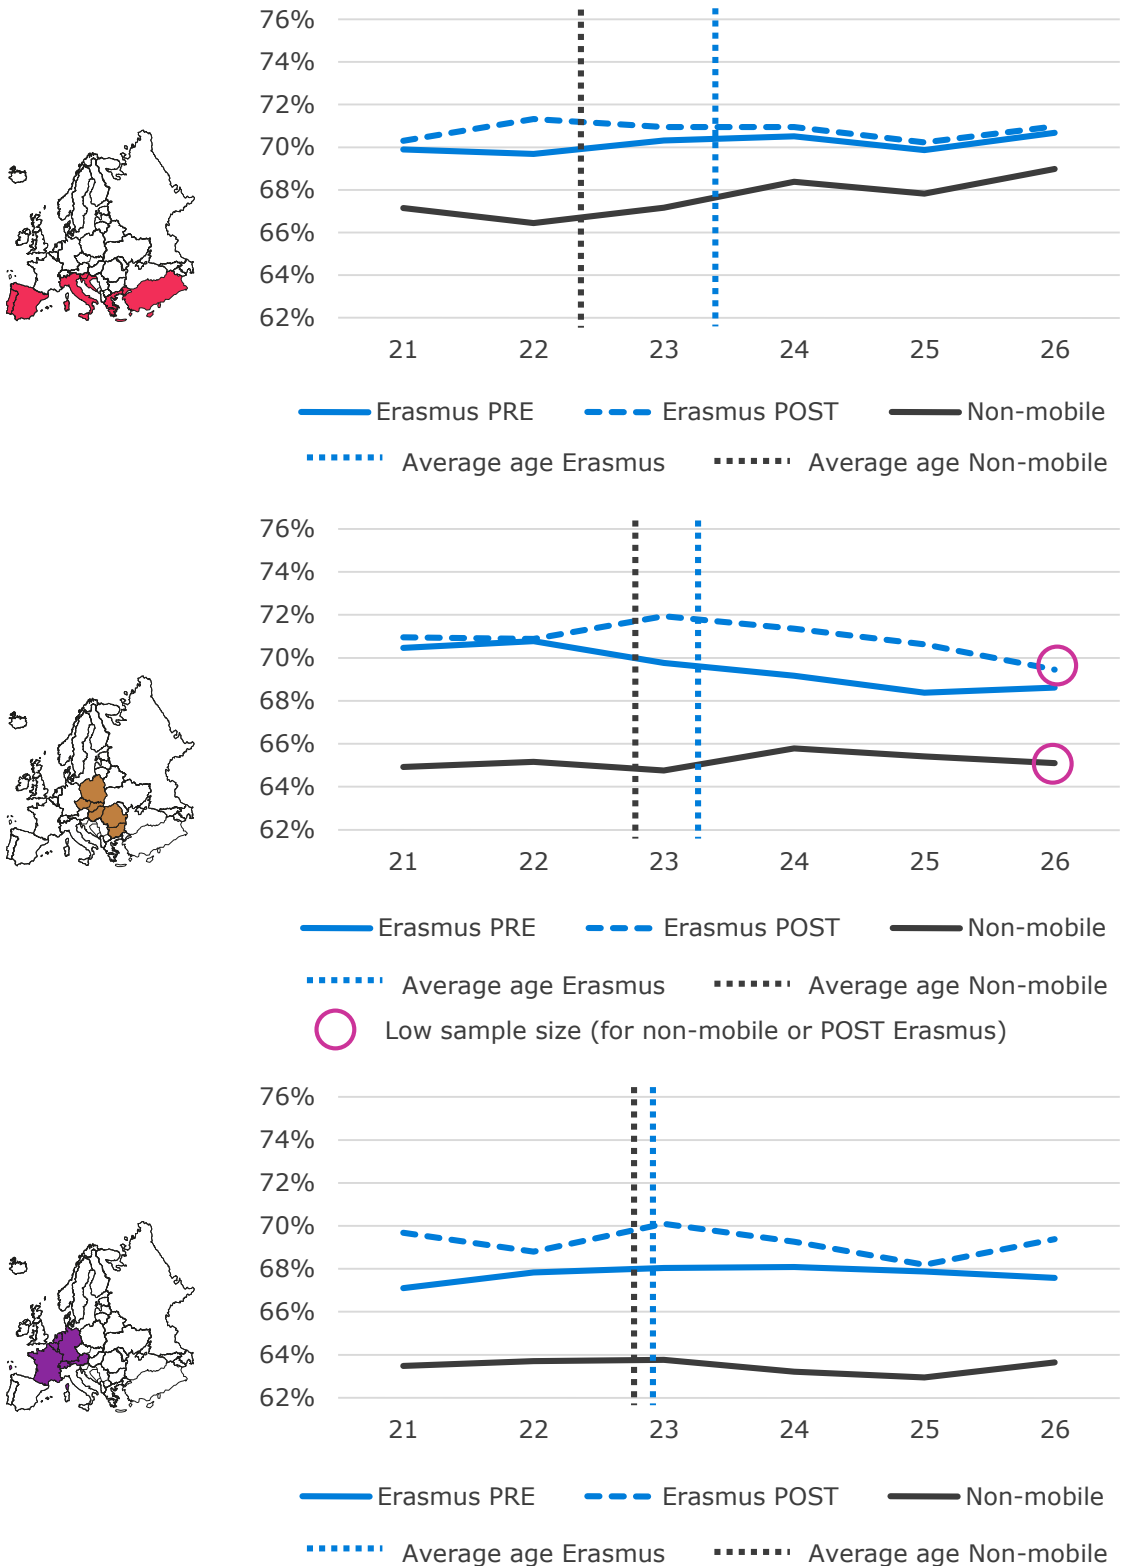 76%
74%
72%
70%
68%
66%
64%
62%
21 22 23 24 25 26
Erasmus PRE Erasmus POST Non-mobile
Average age Erasmus Average age Non-mobile
76%
74%
72%
70%
68%
66%
64%
62%
21 22 23 24 25 26
Erasmus PRE Erasmus POST Non-mobile
Average age Erasmus Average age Non-mobile
Low sample size (for non-mobile or POST Erasmus)
76%
74%
72%
70%
68%
66%
64%
62%
21 22 23 24 25 26
Erasmus PRE Erasmus POST Non-mobile
Average age Erasmus Average age Non-mobile